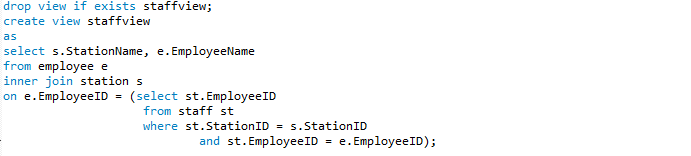 drop view if exists staffview;
create view staffview
as
select s.StationName, e.EmployeeName
from employee e
inner join station s
on e.EmployeeID = (select st.EmployeeID
from staff st
where st.StationID = s.StationID
and st.EmployeeID = e.EmployeeID);